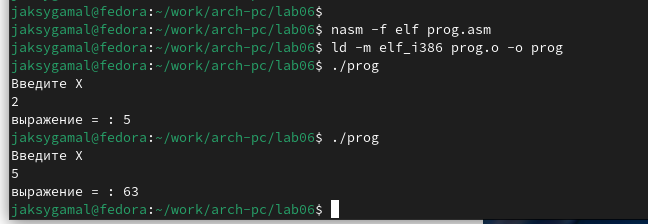 jaksygamal@fedora:~/work/arch-pc/lab06$
jaksygamal@fedora:~/work/arch-pc/lab06$ nasm -f elf prog.asm
jaksygamal@fedora:~/work/arch-pc/lab06$ ld -m elf_i386 prog.o -o prog
jaksygamal@fedora:~/work/arch-pc/lab06$ ./prog
Введите X
2
выражение = : 5
jaksygamal@fedora:~/work/arch-pc/lab06$ ./prog
Введите X
5
выражение = : 63
jaksygamal@fedora:~/work/arch-pc/lab06$